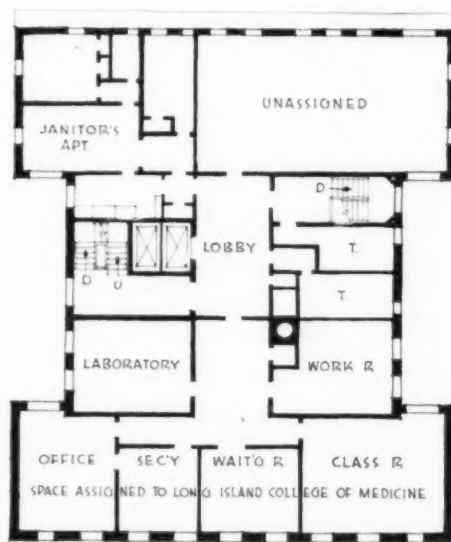 UNASSIGNED
JANITOR'S
APT.
D
LOBBY
T.
D
U
T.
LABORATORY
WORK R
OFFICE
SEC'Y
WAIT'G R
CLASS R
SPACE ASSIGNED TO LONG ISLAND COLLEGE OF MEDICINE